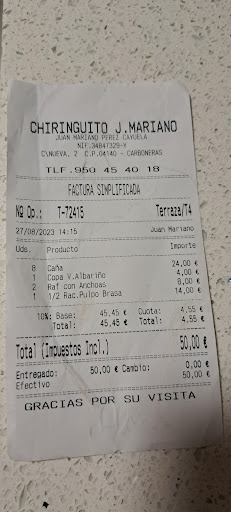 CHIRINGUITO J.MARIANO
JUAN MARIANO PEREZ CAYUELA
NIF.34847329-Y
C\NUEVA, 2 C.P.04140 - CARBONERAS
TLF.950 45 40 18
FACTURA SIMPLIFICADA
Nº Op.: T-72418 Terraza/T4
27/08/2023 14:15 Juan Mariano
Uds. Producto Importe
8 Caña 24,00 €
1 Copa V.Albariño 4,00 €
2 Raf con Anchoas 8,00 €
1 1/2 Rac.Pulpo Brasa 14,00 €
10% Base: 45,45 € Cuota: 4,55 €
Total: 45,45 € Total: 4,55 €
Total (Impuestos Incl.) 50,00 €
Entregado: 50,00 € Cambio: 0,00 €
Efectivo 50,00 €
GRACIAS POR SU VISITA